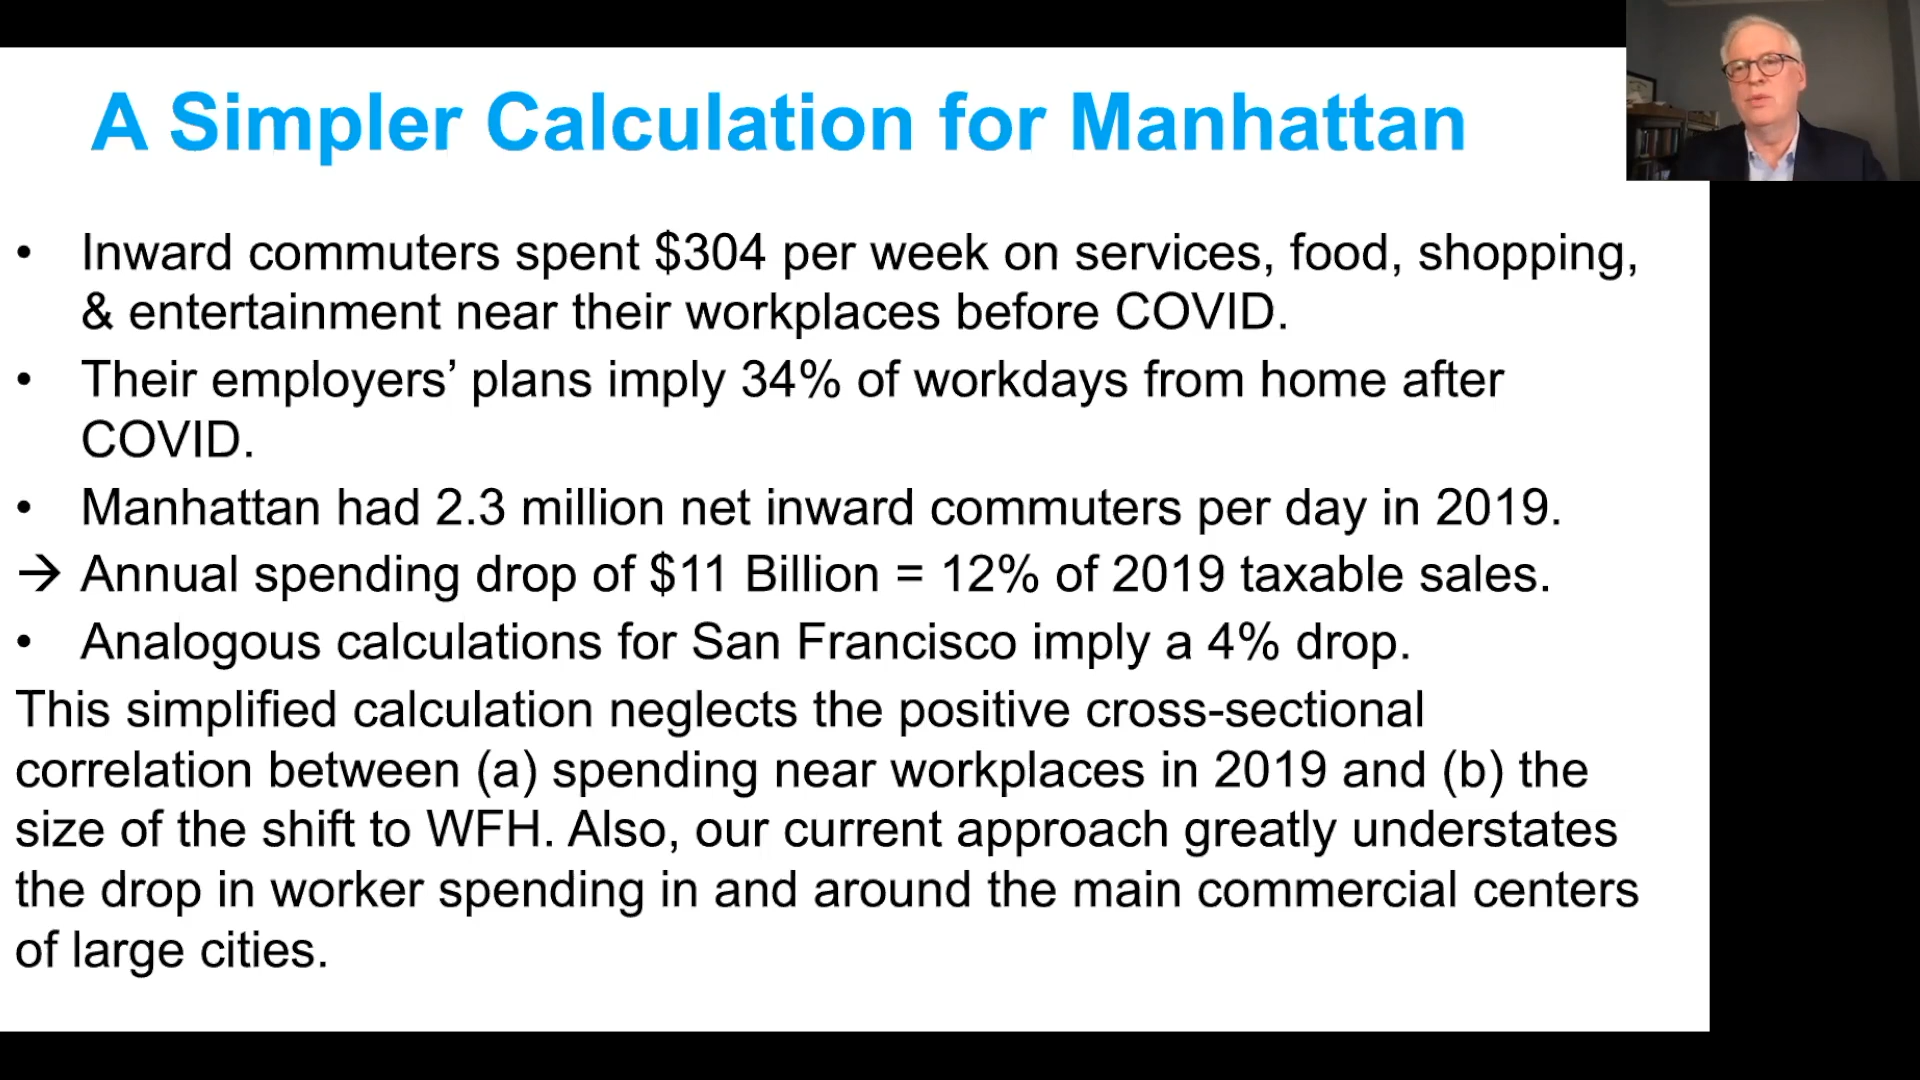 A Simpler Calculation for Manhattan
• Inward commuters spent $304 per week on services, food, shopping,
& entertainment near their workplaces before COVID.
• Their employers’ plans imply 34% of workdays from home after
COVID.
• Manhattan had 2.3 million net inward commuters per day in 2019.
→ Annual spending drop of $11 Billion = 12% of 2019 taxable sales.
• Analogous calculations for San Francisco imply a 4% drop.
This simplified calculation neglects the positive cross-sectional
correlation between (a) spending near workplaces in 2019 and (b) the
size of the shift to WFH. Also, our current approach greatly understates
the drop in worker spending in and around the main commercial centers
of large cities.